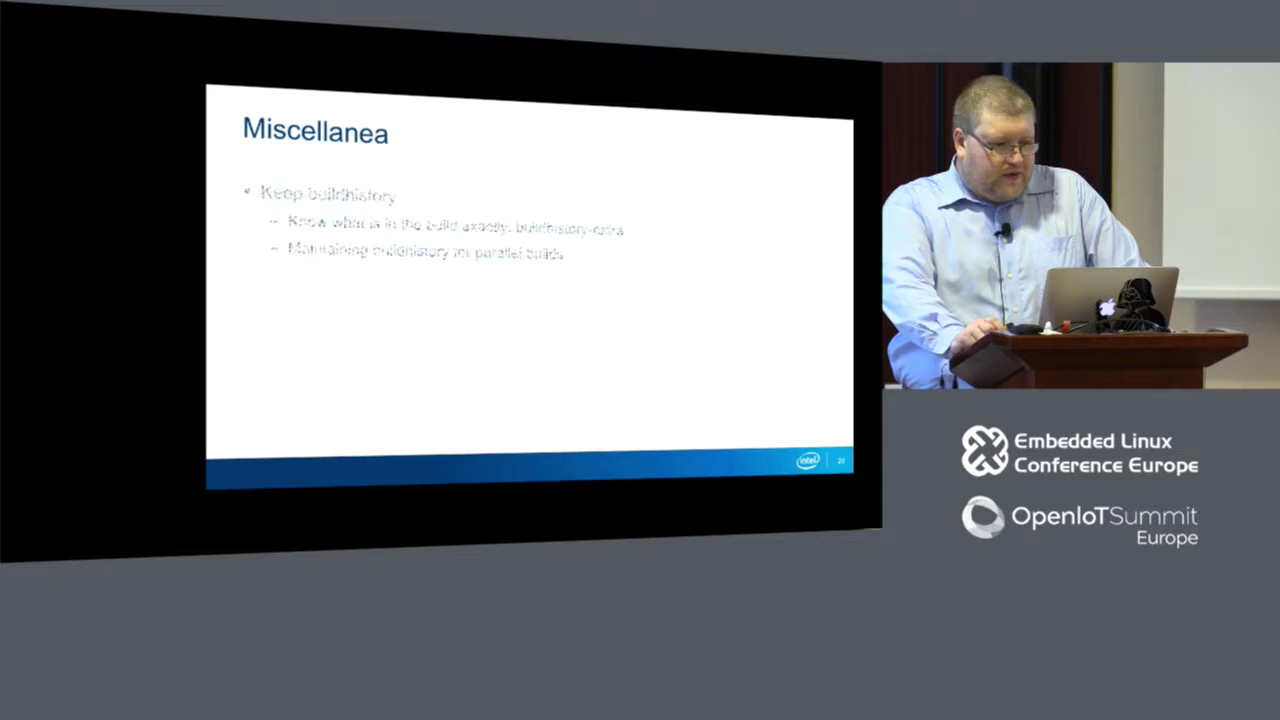 Miscellanea
Keep buildhistory
– Know what is in the build exactly, buildhistory-extra
– Maintaining buildhistory for parallel builds
intel
Embedded Linux
Conference Europe
OpenIoTSummit
Europe